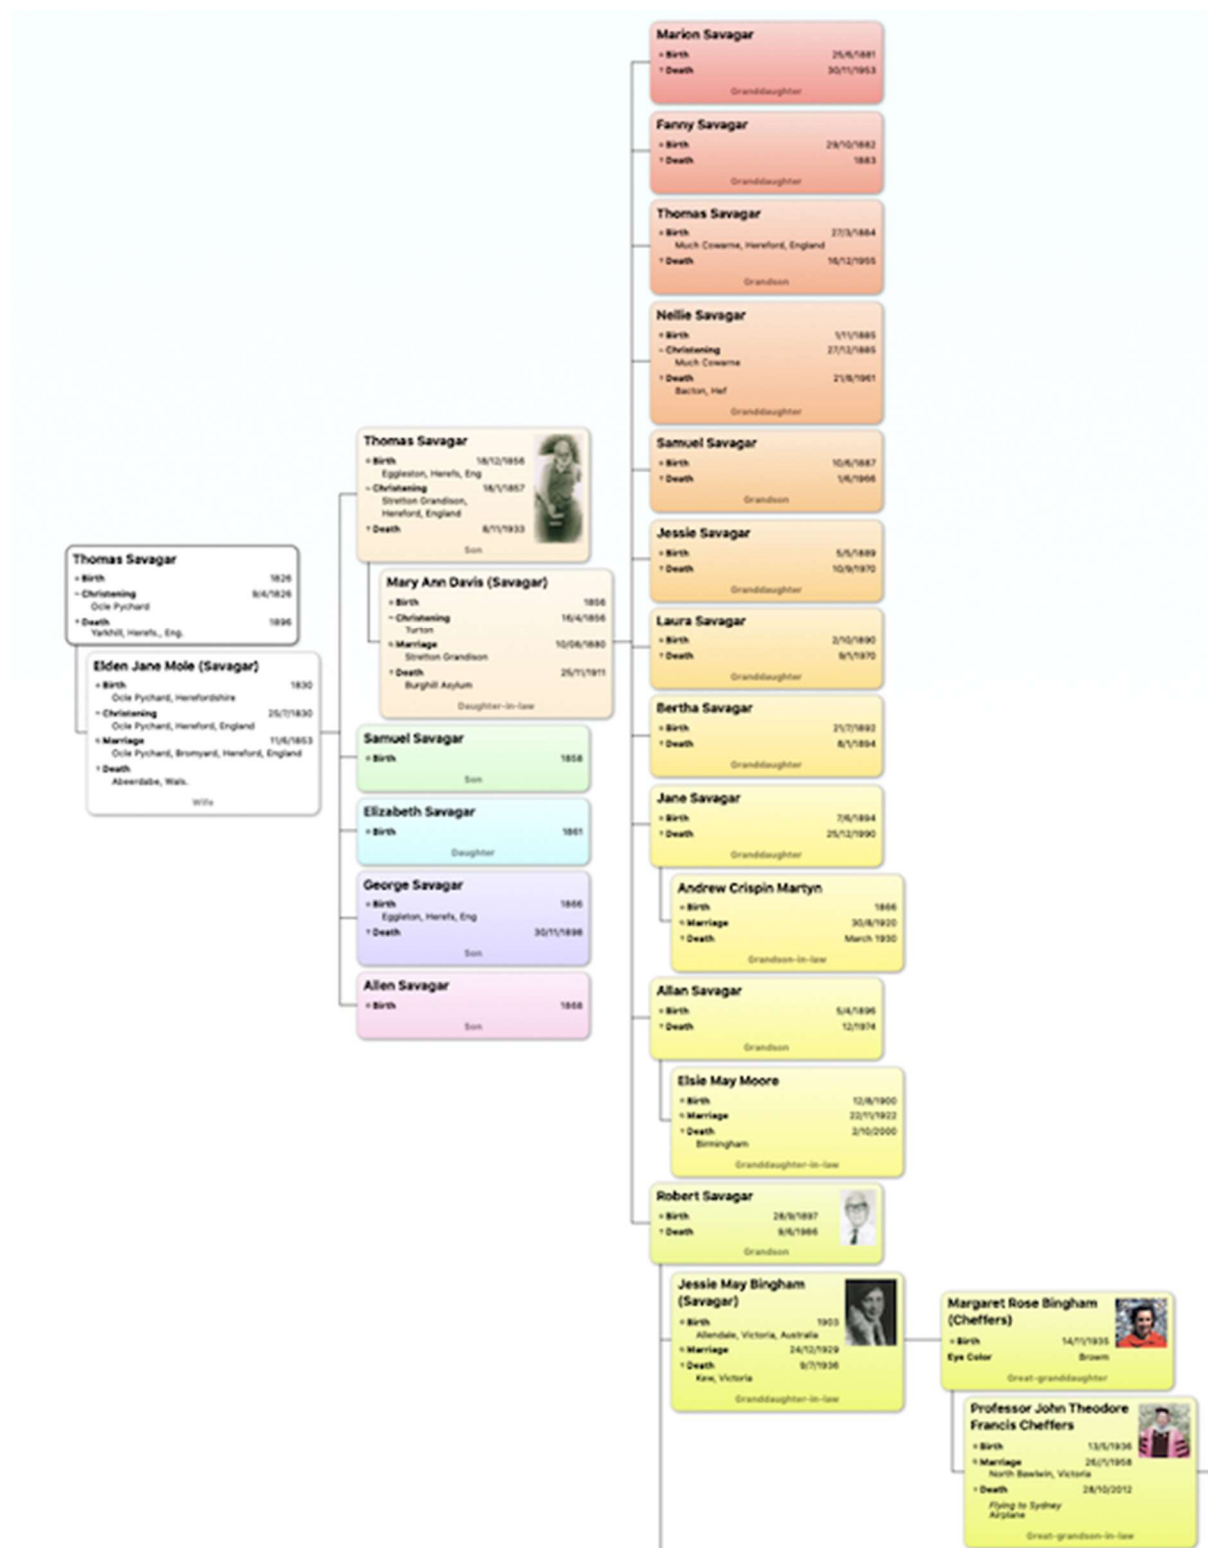 Thomas Savagar
Birth 1826
Christening 9/4/1826
Ocle Pychard
Death 1896
Yarkhill, Herefs., Eng.
Elden Jane Mole (Savagar)
Birth 1830
Ocle Pychard, Herefordshire
Christening 25/7/1830
Ocle Pychard, Hereford, England
Marriage 11/6/1853
Ocle Pychard, Bromyard, Hereford, England
Death
Abeerdabe, Wals.
Wife
Thomas Savagar
Birth 18/12/1856
Eggleston, Herefs, Eng
Christening 18/1/1857
Stretton Grandison,
Hereford, England
Death 8/11/1933
Son
Mary Ann Davis (Savagar)
Birth 1856
Christening 16/4/1856
Turton
Marriage 10/08/1880
Stretton Grandison
Death 25/11/1911
Burghill Asylum
Daughter-in-law
Samuel Savagar
Birth 1858
Son
Elizabeth Savagar
Birth 1861
Daughter
George Savagar
Birth 1866
Eggleton, Herefs, Eng
Death 30/11/1898
Son
Allen Savagar
Birth 1868
Son
Marion Savagar
Birth 25/6/1881
Death 30/11/1953
Granddaughter
Fanny Savagar
Birth 29/10/1882
Death 1883
Granddaughter
Thomas Savagar
Birth 27/3/1884
Much Cowarne, Hereford, England
Death 16/12/1955
Grandson
Nellie Savagar
Birth 1/11/1885
Christening 27/12/1885
Much Cowarne
Death 21/8/1961
Bacton, Hef
Granddaughter
Samuel Savagar
Birth 10/6/1887
Death 1/6/1966
Grandson
Jessie Savagar
Birth 5/5/1889
Death 10/9/1970
Granddaughter
Laura Savagar
Birth 2/10/1890
Death 9/1/1970
Granddaughter
Bertha Savagar
Birth 21/7/1892
Death 8/1/1894
Granddaughter
Jane Savagar
Birth 7/6/1894
Death 25/12/1990
Granddaughter
Andrew Crispin Martyn
Birth 1866
Marriage 30/8/1920
Death March 1930
Grandson-in-law
Allan Savagar
Birth 5/4/1896
Death 12/1974
Grandson
Elsie May Moore
Birth 12/8/1900
Marriage 22/11/1922
Death 2/10/2000
Birmingham
Granddaughter-in-law
Robert Savagar
Birth 28/9/1897
Death 9/6/1986
Grandson
Jessie May Bingham
(Savagar)
Birth 1903
Allendale, Victoria, Australia
Marriage 24/12/1929
Death 9/7/1936
Kew, Victoria
Granddaughter-in-law
Margaret Rose Bingham
(Cheffers)
Birth 14/11/1935
Eye Color Brown
Great-granddaughter
Professor John Theodore
Francis Cheffers
Birth 13/5/1936
Marriage 26/1/1958
North Bawlwin, Victoria
Death 28/10/2012
Flying to Sydney
Airplane
Great-grandson-in-law